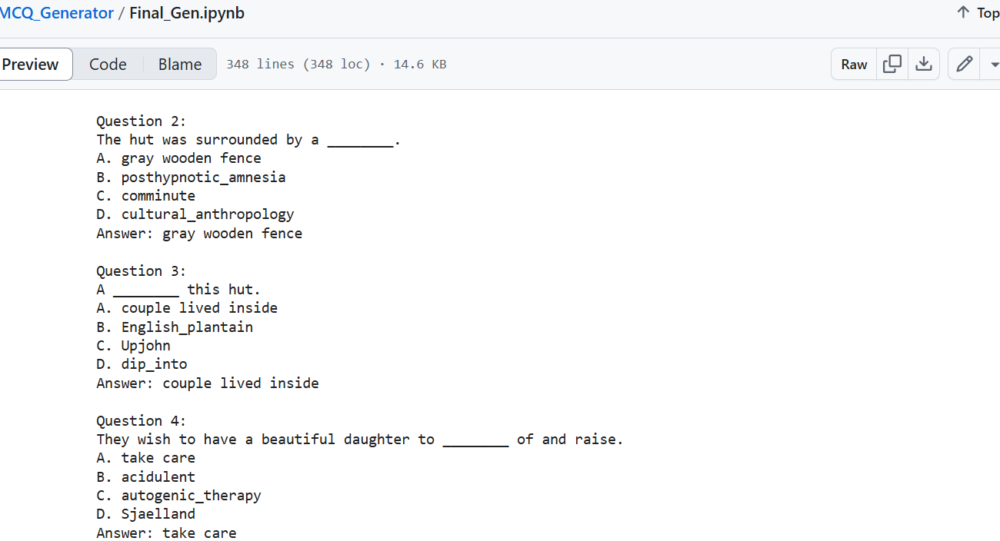 MCQ_Generator / Final_Gen.ipynb
Top
Preview Code Blame 348 lines (348 loc) · 14.6 KB
Raw
Question 2:
The hut was surrounded by a ________.
A. gray wooden fence
B. posthypnotic_amnesia
C. comminute
D. cultural_anthropology
Answer: gray wooden fence
Question 3:
A ________ this hut.
A. couple lived inside
B. English_plantain
C. Upjohn
D. dip_into
Answer: couple lived inside
Question 4:
They wish to have a beautiful daughter to ________ of and raise.
A. take care
B. acidulent
C. autogenic_therapy
D. Sjaelland
Answer: take care